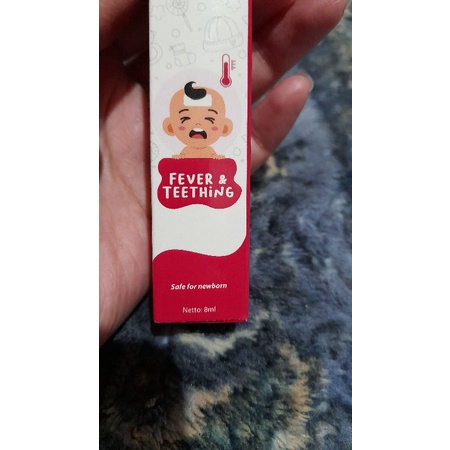 FEVER &
TEETHiNG
Safe for newborn
Netto: 8ml